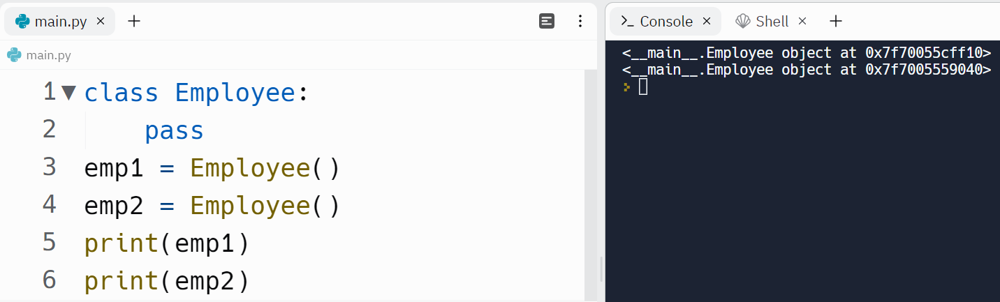 main.py × +
main.py
1 class Employee:
2 pass
3 emp1 = Employee()
4 emp2 = Employee()
5 print(emp1)
6 print(emp2)
Console × Shell × +
<__main__.Employee object at 0x7f70055cff10>
<__main__.Employee object at 0x7f7005559040>